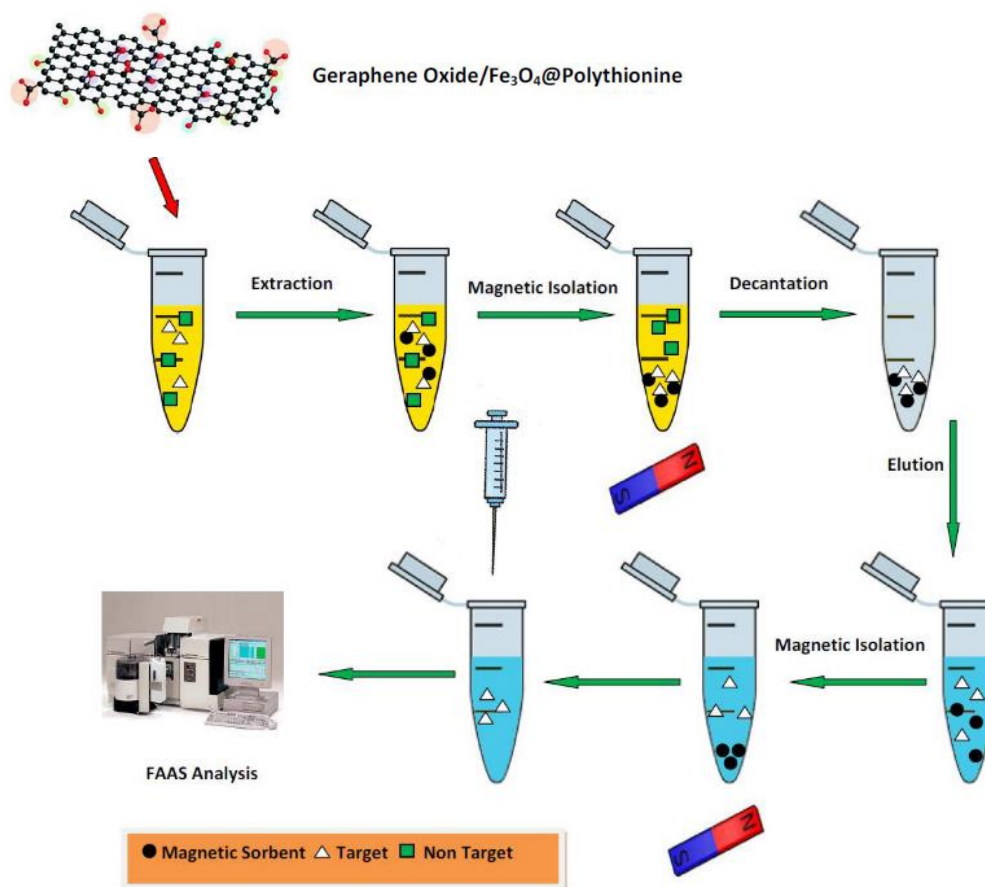 Geraphene Oxide/Fe₃O₄@Polythionine
Extraction
Magnetic Isolation
Decantation
N
S
Elution
Magnetic Isolation
FAAS Analysis
N
S
Magnetic Sorbent Target Non Target